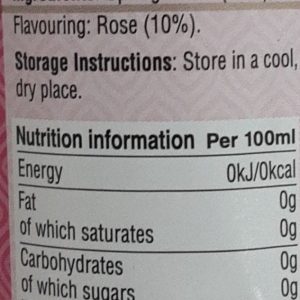 Flavouring: Rose (10%).
Storage Instructions: Store in a cool,
dry place.
Nutrition information Per 100ml
Energy 0kJ/0kcal
Fat 0g
of which saturates 0g
Carbohydrates 0g
of which sugars 0g